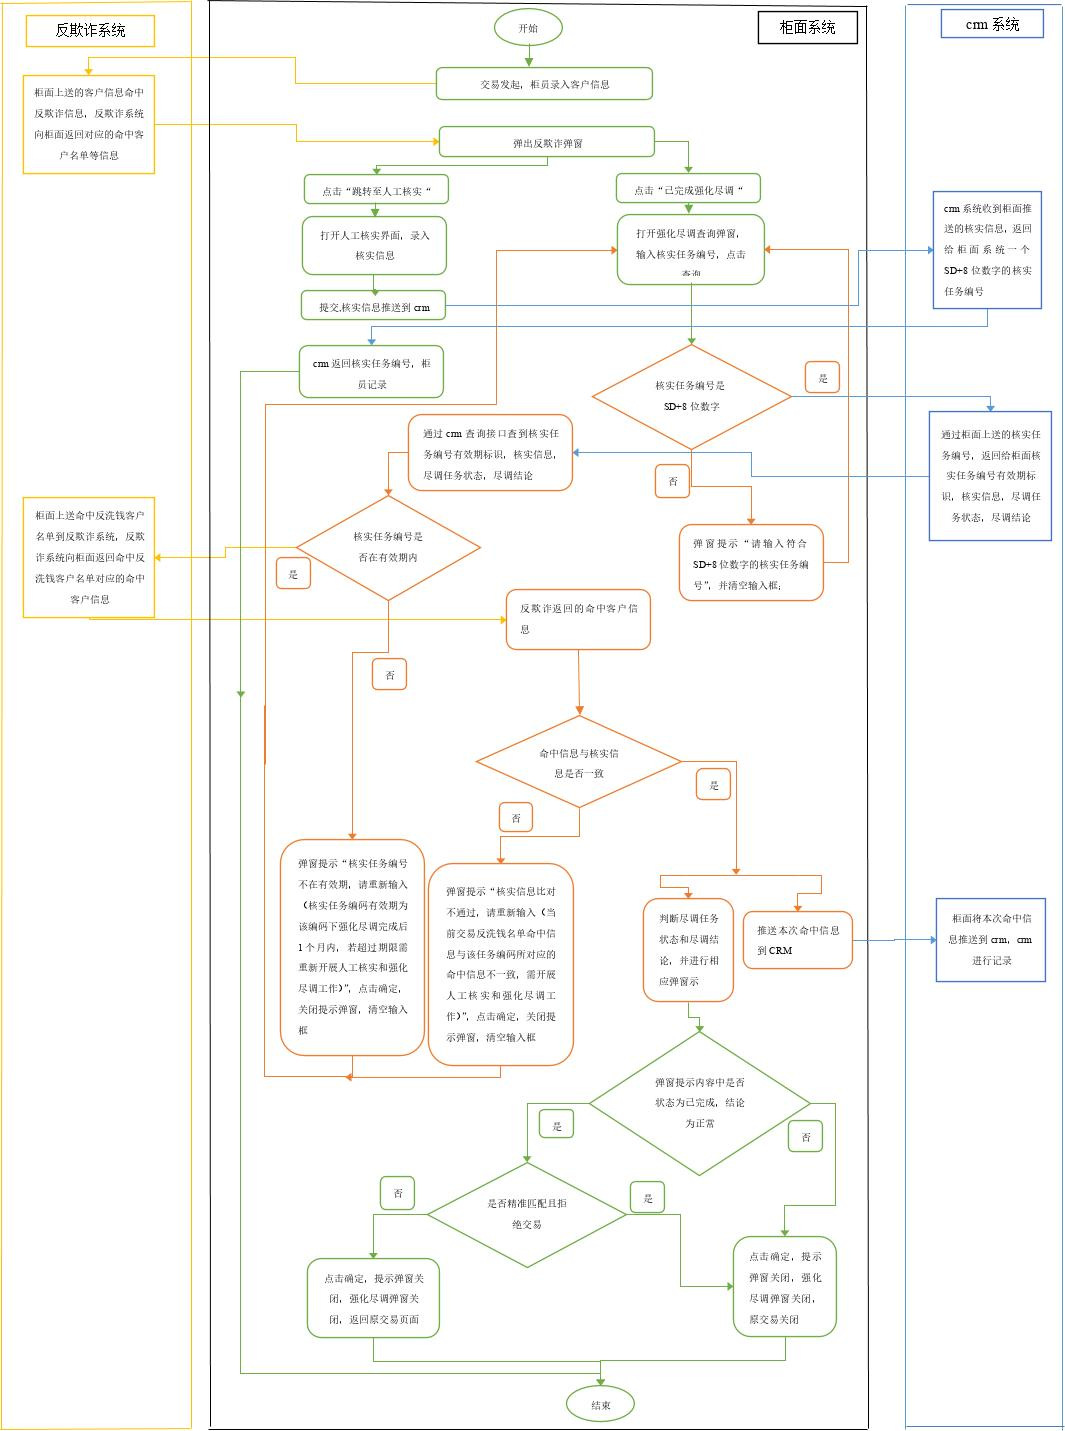 反欺诈系统
柜面系统
crm 系统
开始
交易发起，柜员录入客户信息
柜面上送的客户信息命中
反欺诈信息，反欺诈系统
向柜面返回对应的命中客
户名单等信息
弹出反欺诈弹窗
点击“跳转至人工核实“
点击“已完成强化尽调“
打开人工核实界面，录入
核实信息
打开强化尽调查询弹窗，
输入核实任务编号，点击
查询
crm 系统收到柜面推
送的核实信息，返回
给柜面系统一个
SD+8 位数字的核实
任务编号
提交,核实信息推送到 crm
crm 返回核实任务编号，柜
员记录
核实任务编号是
SD+8 位数字
是
通过 crm 查询接口查到核实任
务编号有效期标识，核实信息，
尽调任务状态，尽调结论
通过柜面上送的核实任
务编号，返回给柜面核
实任务编号有效期标
识，核实信息，尽调任
务状态，尽调结论
否
柜面上送命中反洗钱客户
名单到反欺诈系统，反欺
诈系统向柜面返回命中反
洗钱客户名单对应的命中
客户信息
核实任务编号是
否在有效期内
是
弹窗提示“请输入符合
SD+8 位数字的核实任务编
号”，并清空输入框;
反欺诈返回的命中客户信
息
否
命中信息与核实信
息是否一致
是
否
弹窗提示“核实任务编号
不在有效期，请重新输入
（核实任务编码有效期为
该编码下强化尽调完成后
1 个月内，若超过期限需
重新开展人工核实和强化
尽调工作）”，点击确定，
关闭提示弹窗，清空输入
框
弹窗提示“核实信息比对
不通过，请重新输入（当
前交易反洗钱名单命中信
息与该任务编码所对应的
命中信息不一致，需开展
人工核实和强化尽调工
作）”，点击确定，关闭提
示弹窗，清空输入框
判断尽调任务
状态和尽调结
论，并进行相
应弹窗示
推送本次命中信息
到 CRM
柜面将本次命中信
息推送到 crm，crm
进行记录
弹窗提示内容中是否
状态为已完成，结论
为正常
是
否
是否精准匹配且拒
绝交易
否
是
点击确定，提示弹窗关
闭，强化尽调弹窗关
闭，返回原交易页面
点击确定，提示
弹窗关闭，强化
尽调弹窗关闭，
原交易关闭
结束